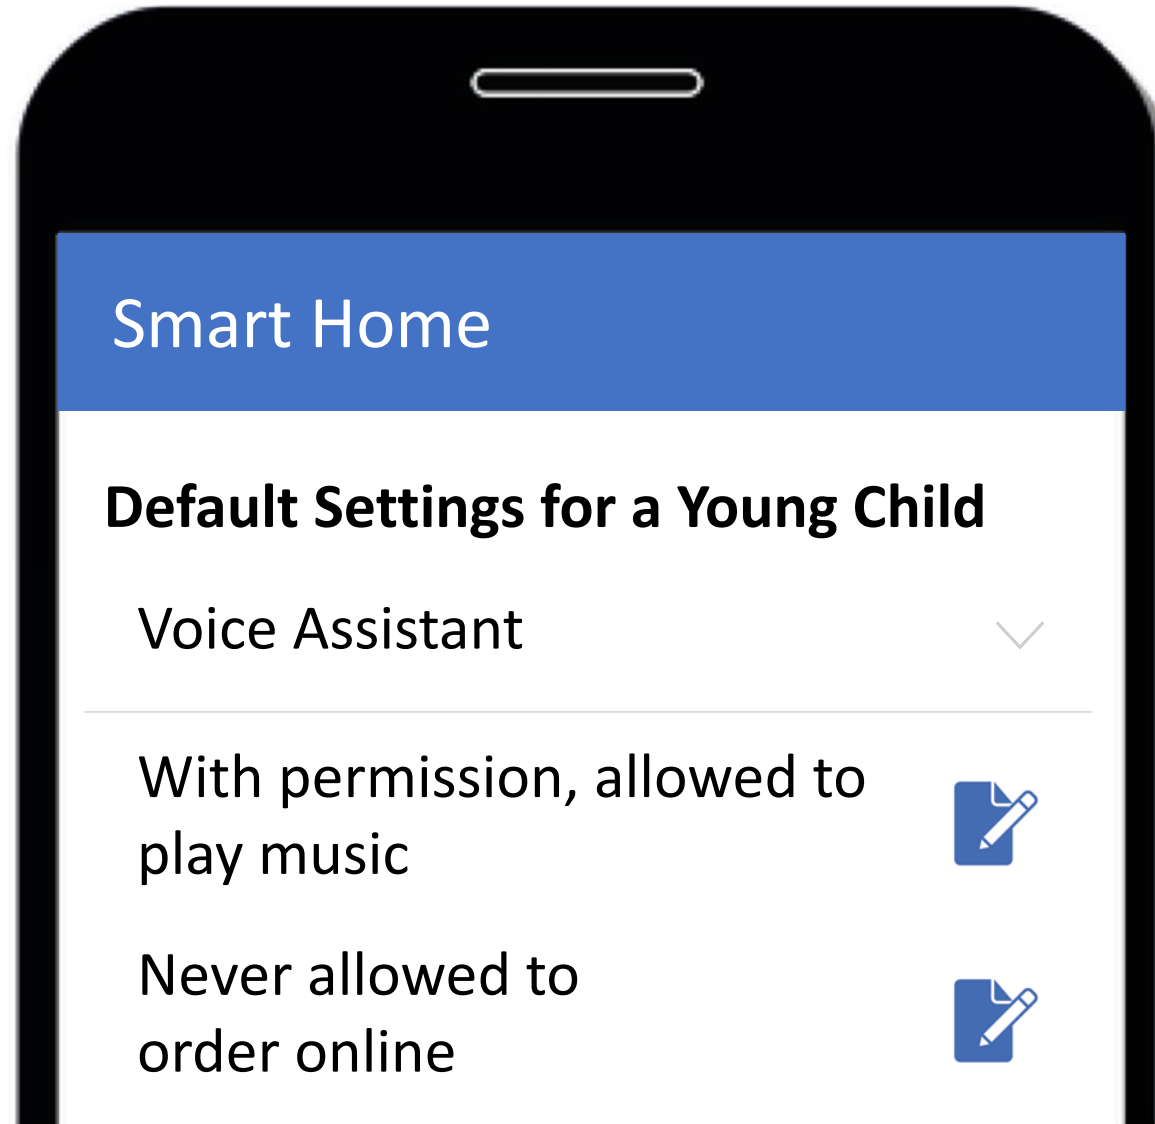 Smart Home
Default Settings for a Young Child
Voice Assistant
With permission, allowed to
play music
Never allowed to
order online